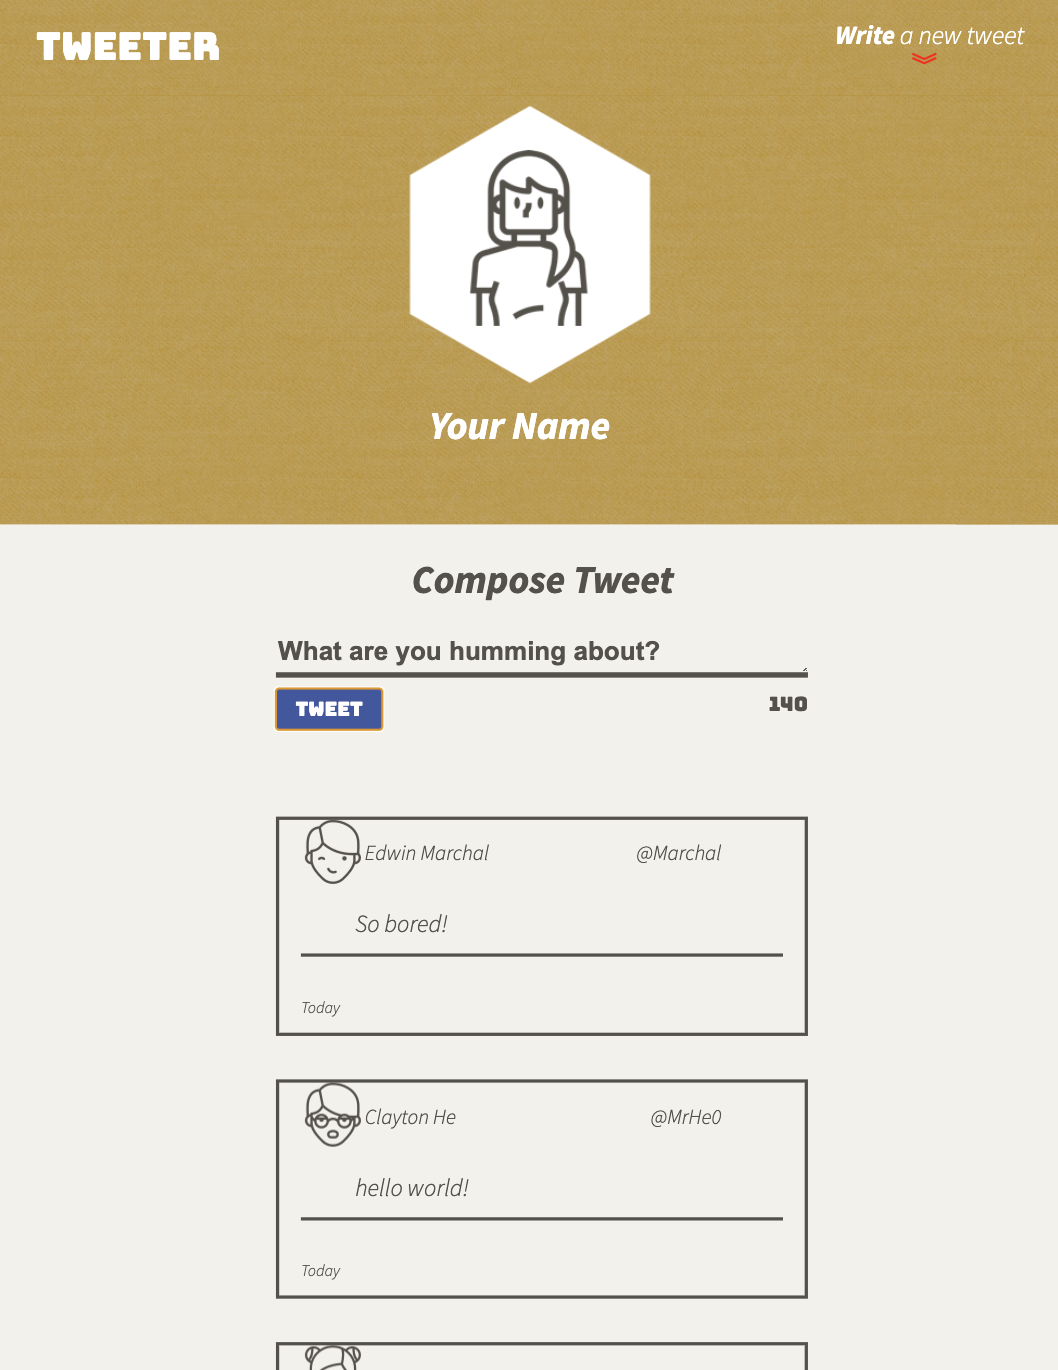 TWEETER
Write a new tweet
Your Name
Compose Tweet
What are you humming about?
TWEET
140
Edwin Marchal @Marchal
So bored!
Today
Clayton He @MrHe0
hello world!
Today